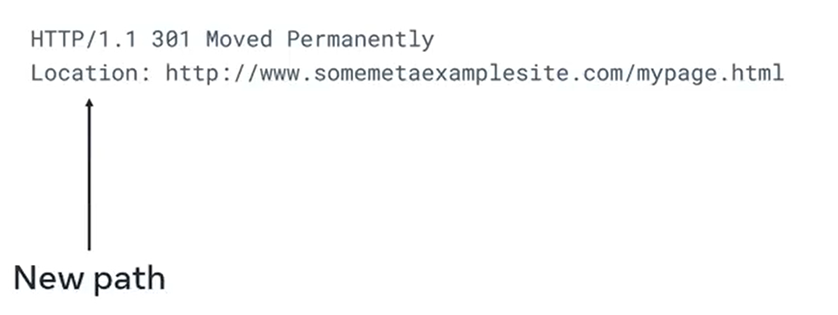 HTTP/1.1 301 Moved Permanently
Location: http://www.somemetaexamplesite.com/mypage.html
New path